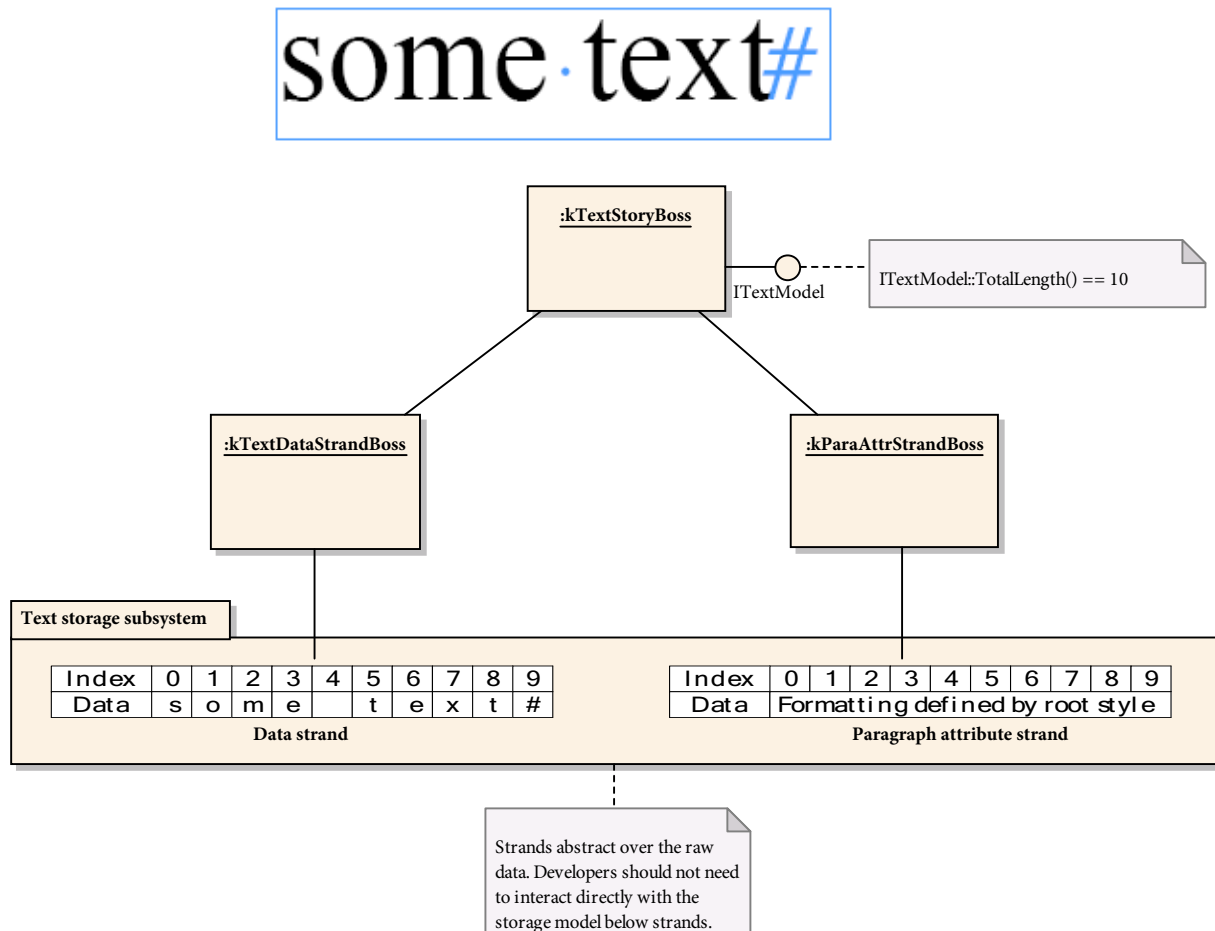 some·text#
:kTextStoryBoss
ITextModel
ITextModel::TotalLength() == 10
:kTextDataStrandBoss
:kParaAttrStrandBoss
Text storage subsystem
Index 0 1 2 3 4 5 6 7 8 9
Data s o m e t e x t #
Data strand
Index 0 1 2 3 4 5 6 7 8 9
Data Formatting defined by root style
Paragraph attribute strand
Strands abstract over the raw
data. Developers should not need
to interact directly with the
storage model below strands.